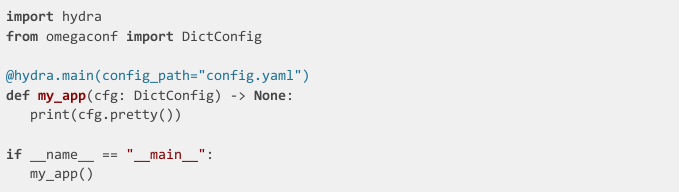 import hydra
from omegaconf import DictConfig
@hydra.main(config_path="config.yaml")
def my_app(cfg: DictConfig) -> None:
print(cfg.pretty())
if __name__ == "__main__":
my_app()